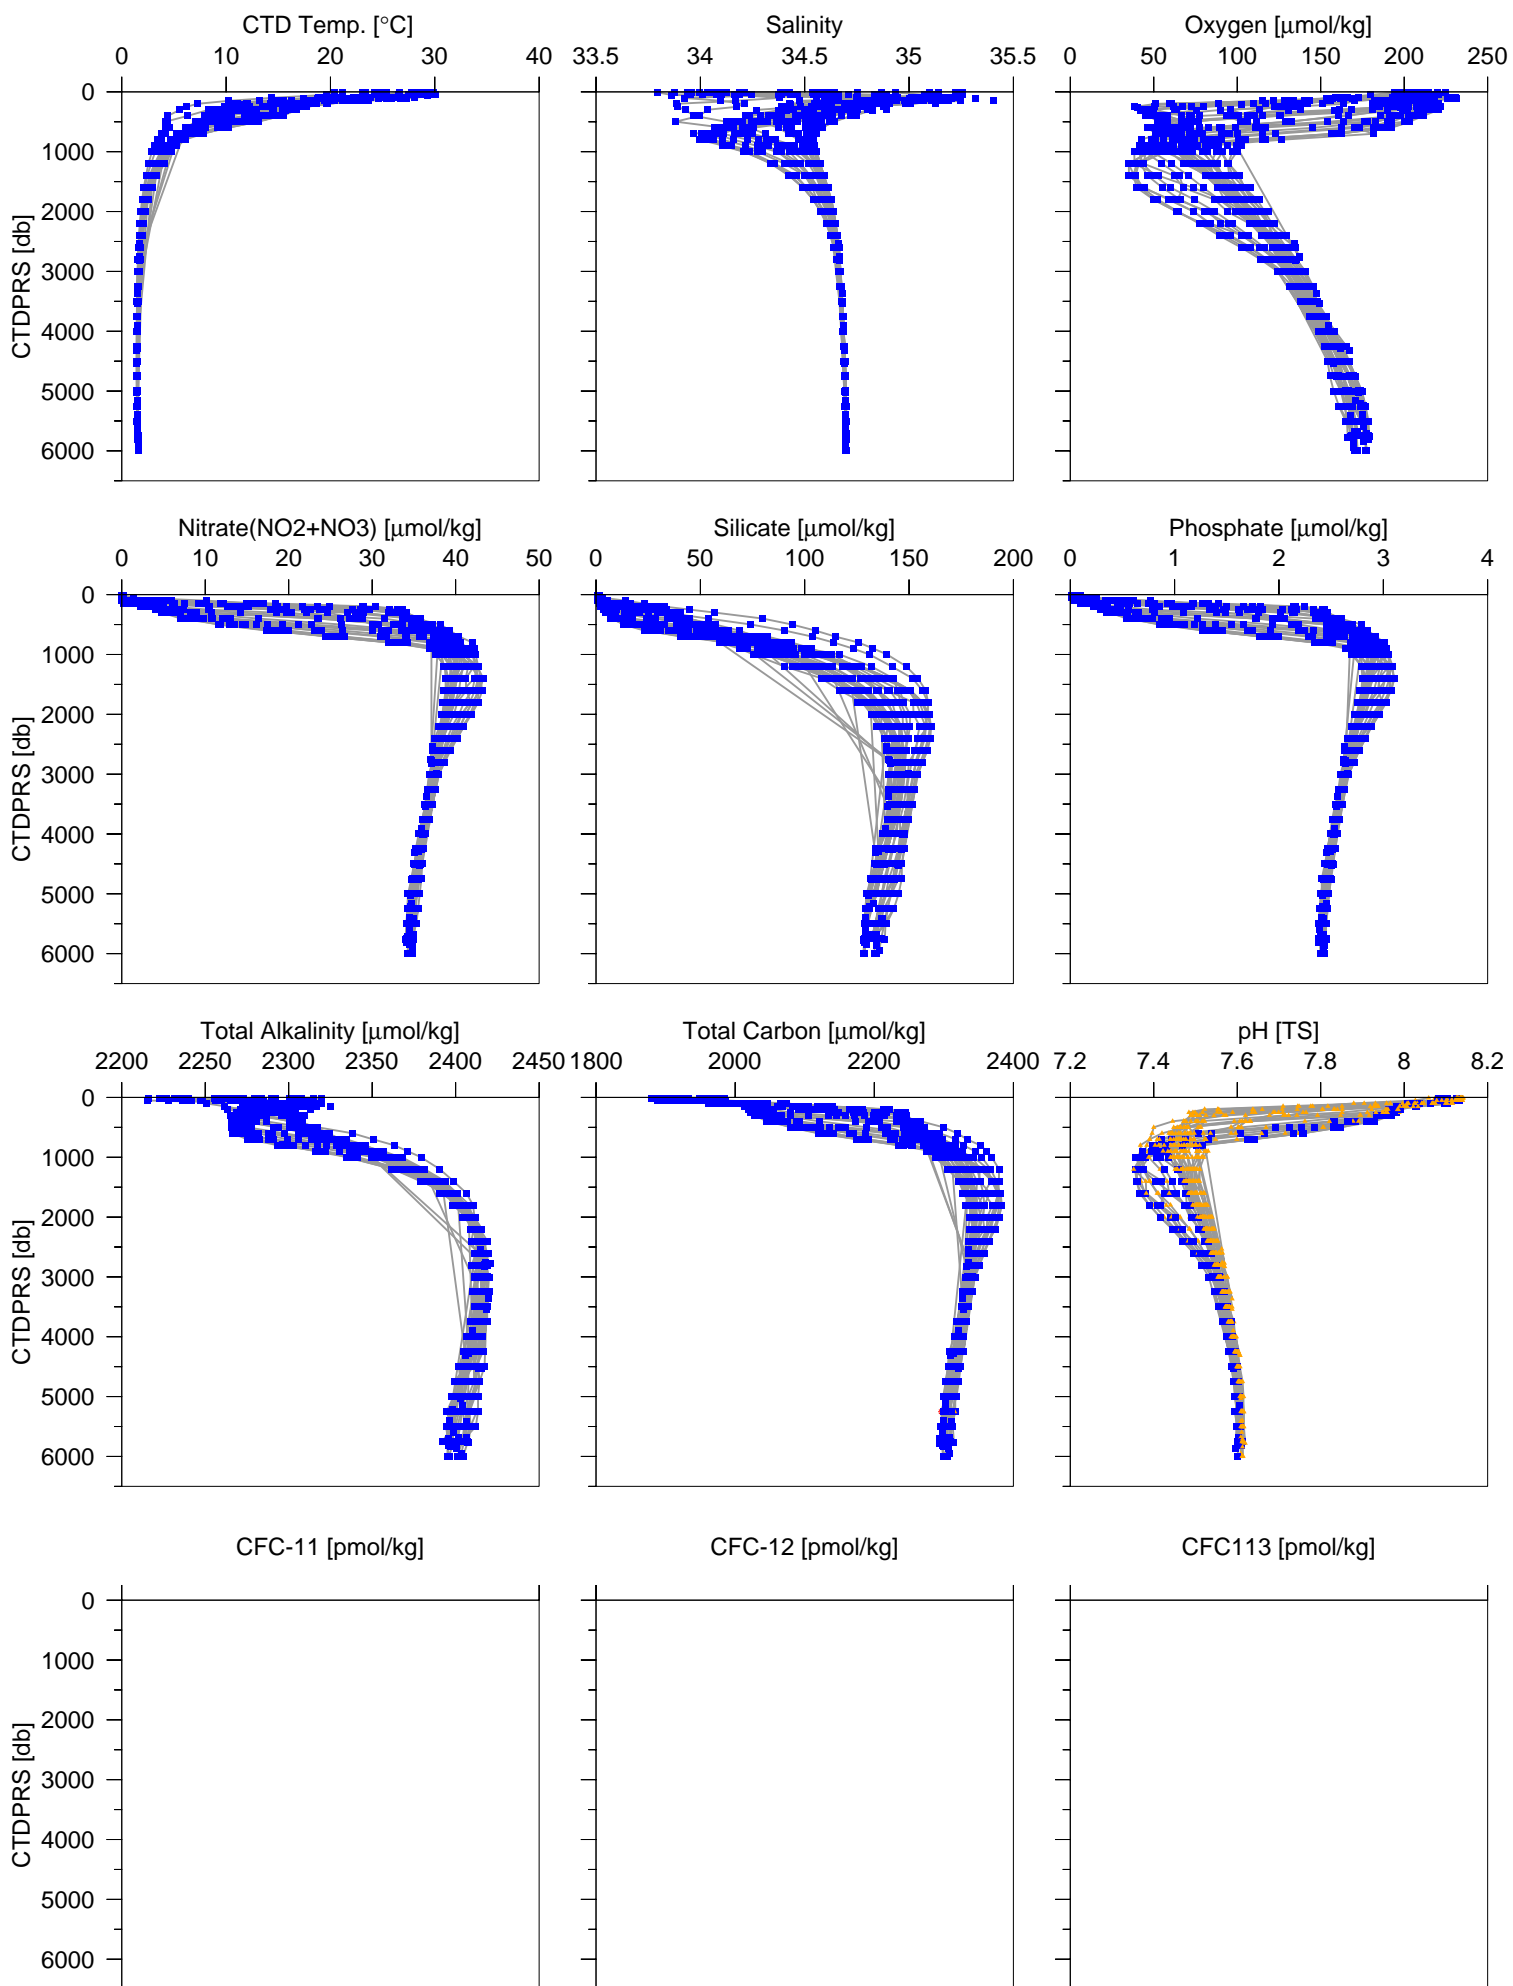 CTD Temp. [°C] Salinity Oxygen [μmol/kg]
0 10 20 30 40 33.5 34 34.5 35 35.5 0 50 100 150 200 250
0
1000
2000
3000
4000
5000
6000
CTDPRS [db]
Nitrate(NO2+NO3) [μmol/kg] Silicate [μmol/kg] Phosphate [μmol/kg]
0 10 20 30 40 50 0 50 100 150 200 0 1 2 3 4
0
1000
2000
3000
4000
5000
6000
CTDPRS [db]
Total Alkalinity [μmol/kg] Total Carbon [μmol/kg] pH [TS]
2200 2250 2300 2350 2400 2450 1800 2000 2200 2400 7.2 7.4 7.6 7.8 8 8.2
0
1000
2000
3000
4000
5000
6000
CTDPRS [db]
CFC-11 [pmol/kg] CFC-12 [pmol/kg] CFC113 [pmol/kg]
0
1000
2000
3000
4000
5000
6000
CTDPRS [db]